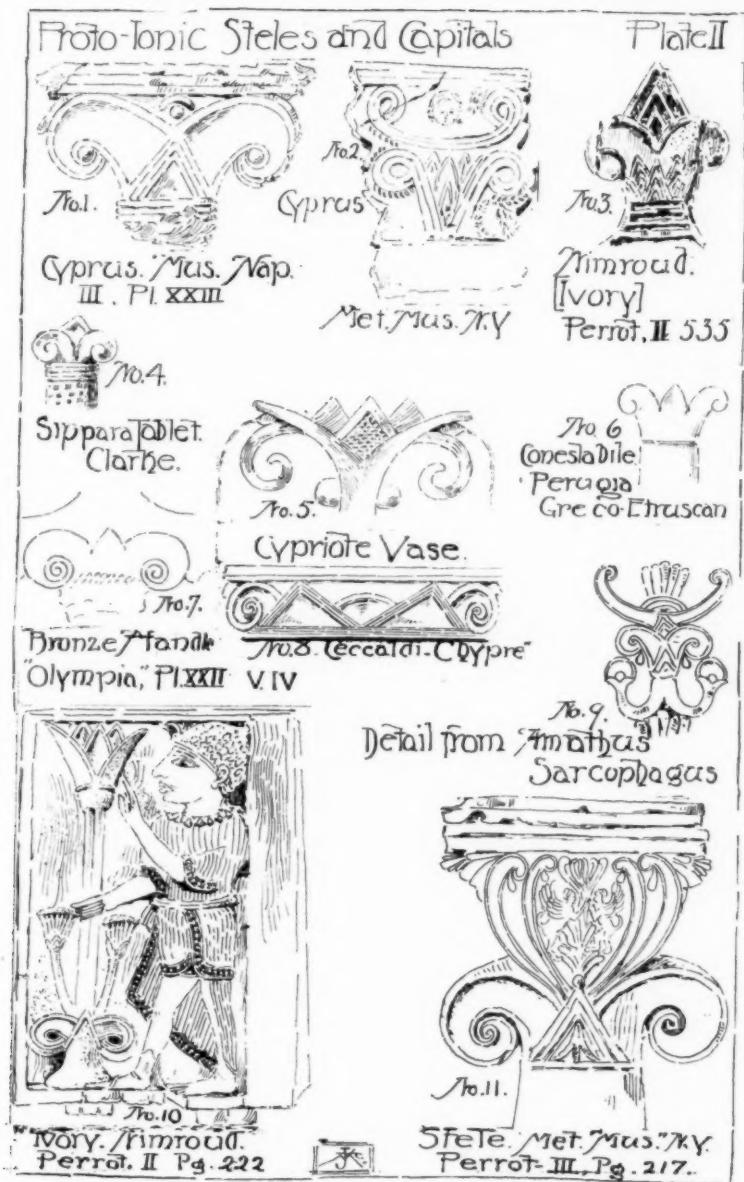 Proto-Ionic Steles and Capitals Plate II
No.1.
Cyprus. Mus. Nap.
III. Pl. XXIII
No.2.
Cyprus
Met. Mus. N.Y
No.3.
Nimroud.
[Ivory]
Perrot, II 535
No.4.
Sippara Tablet.
Clarke.
No.5.
Cypriote Vase.
No. 6
Conestabile
Perugia
Greco-Etruscan
No.7.
Bronze Handle
"Olympia," Pl. XXII V. IV
No.8. Ceccaldi-Chypre"
No.9.
Detail from Amathus
Sarcophagus
No.10
Ivory. Nimroud.
Perrot. II Pg. 222
No.11.
Stele. Met. "Mus." N.Y.
Perrot-III, Pg. 217.